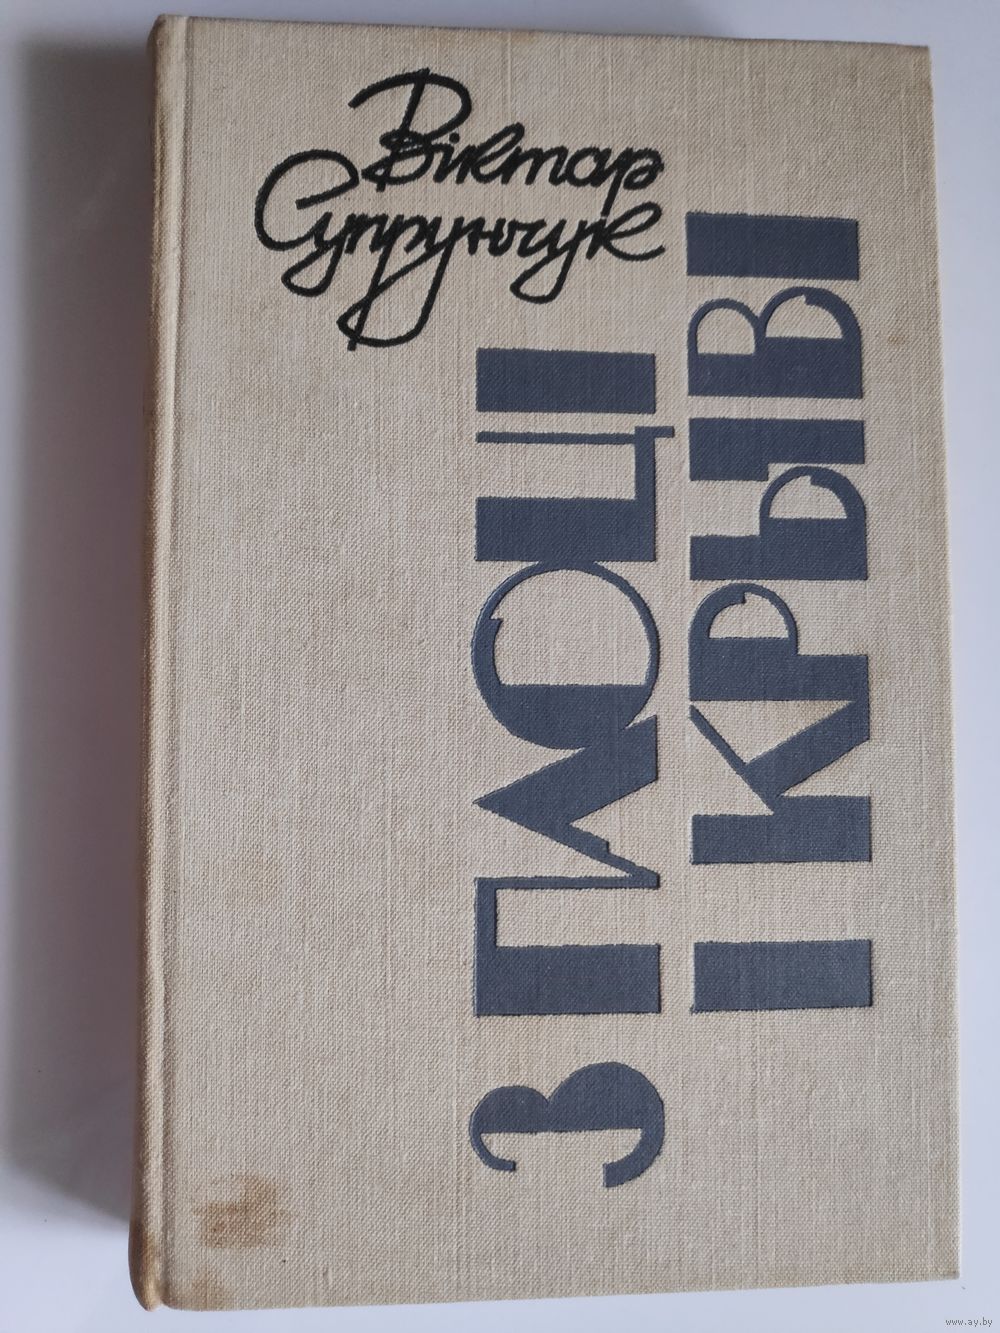 Віктар
Супрунчук
З ПЛОЦІ
І КРЫВІ
www.ay.by